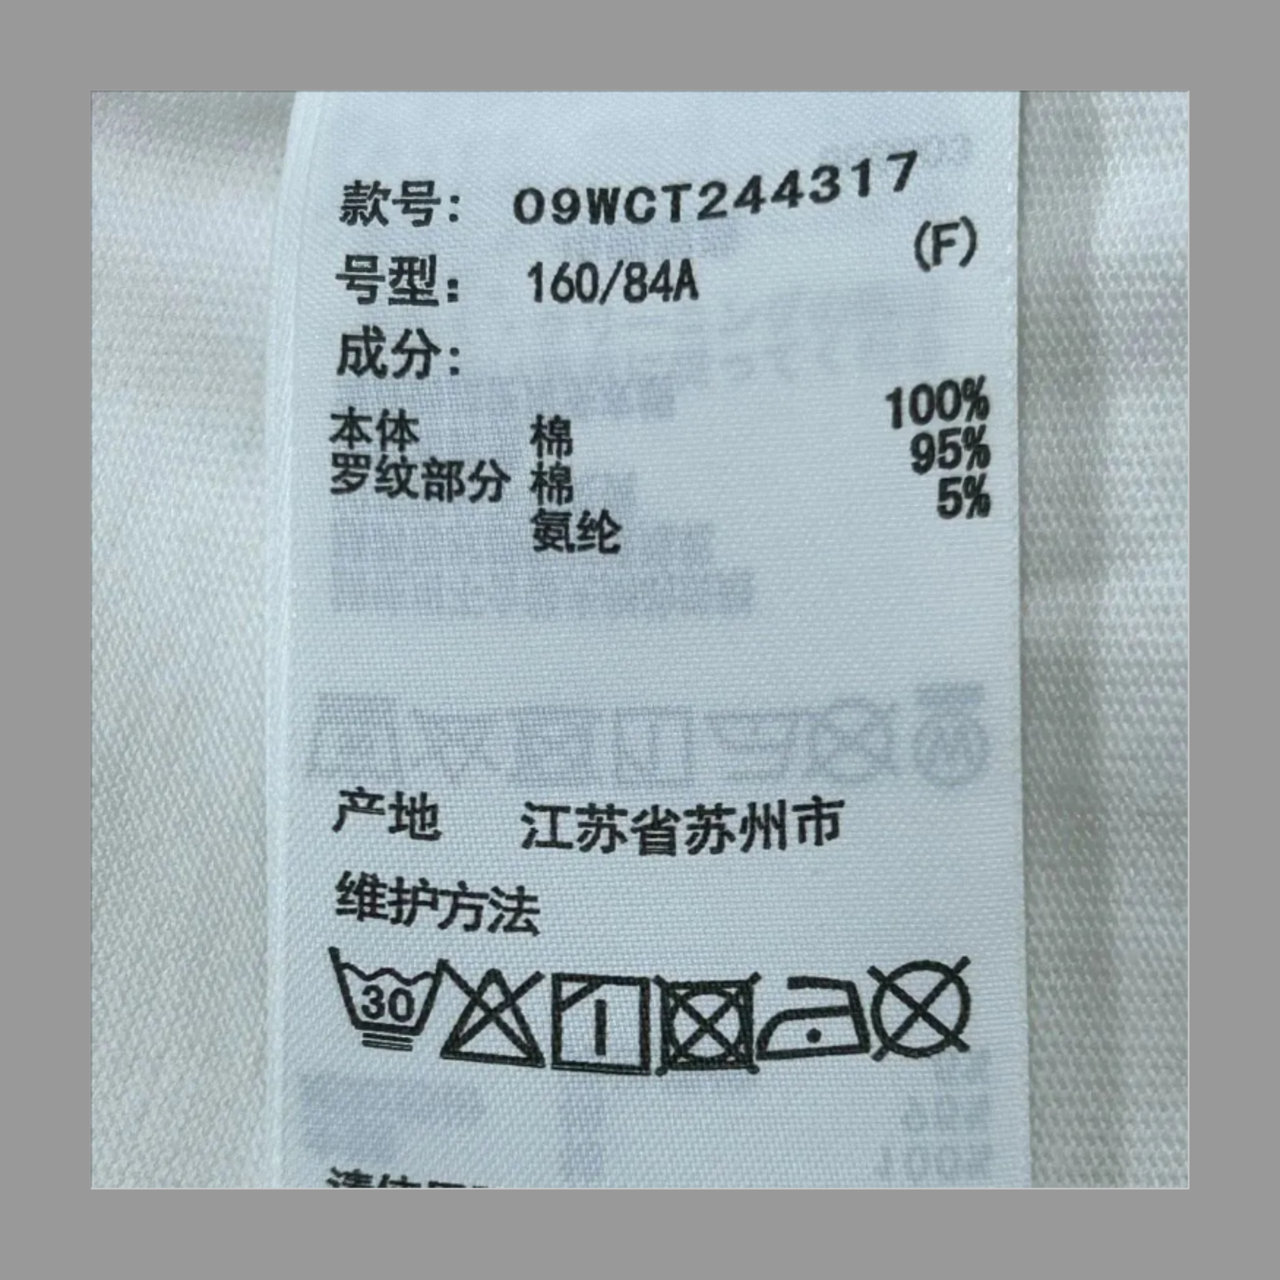 款号: 09WCT244317
(F)
号型: 160/84A
成分:
本体 棉 100%
罗纹部分 棉 95%
氨纶 5%
产地 江苏省苏州市
维护方法
30